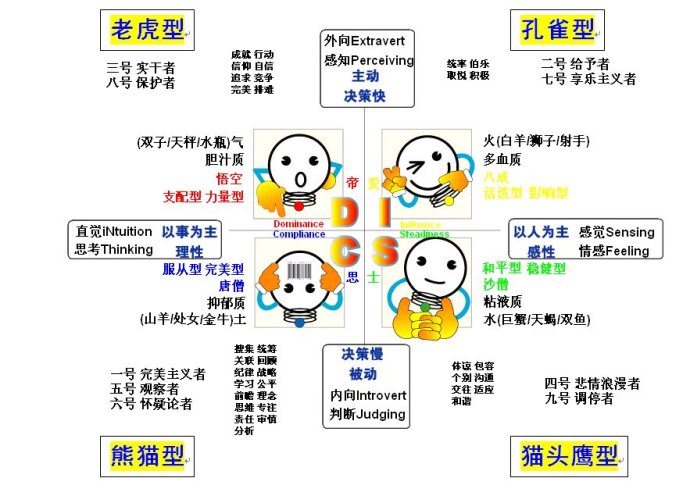 老虎型
孔雀型
三号 实干者
八号 保护者
成就 行动
信仰 自信
追求 竞争
完美 排难
外向Extravert
感知Perceiving
主动
决策快
统率 伯乐
取悦 积极
二号 给予者
七号 享乐主义者
(双子/天秤/水瓶)气
胆汁质
悟空
支配型 力量型
帝
火(白羊/狮子/射手)
多血质
八戒
活泼型 影响型
D I
C S
Dominance
Compliance
Influence
Steadiness
直觉iNtuition
思考Thinking
以事为主
理性
以人为主
感性
感觉Sensing
情感Feeling
服从型 完美型
唐僧
抑郁质
(山羊/处女/金牛)土
思
士
和平型 稳健型
沙僧
粘液质
水(巨蟹/天蝎/双鱼)
一号 完美主义者
五号 观察者
六号 怀疑论者
搜集 统筹
关联 回顾
纪律 战略
学习 公平
前瞻 理念
思维 专注
责任 审慎
分析
决策慢
被动
内向Introvert
判断Judging
体谅 包容
个别 沟通
交往 适应
和谐
四号 悲情浪漫者
九号 调停者
熊猫型
猫头鹰型